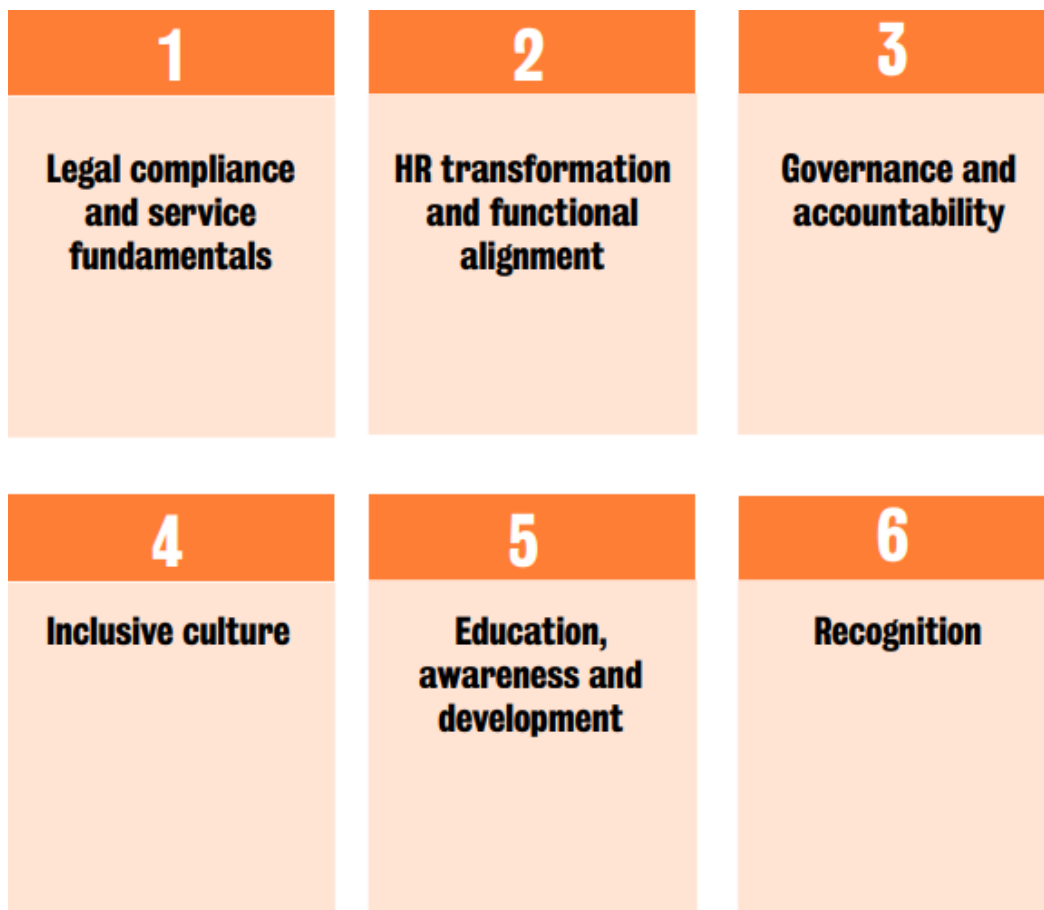 1
Legal compliance
and service
fundamentals
2
HR transformation
and functional
alignment
3
Governance and
accountability
4
Inclusive culture
5
Education,
awareness and
development
6
Recognition